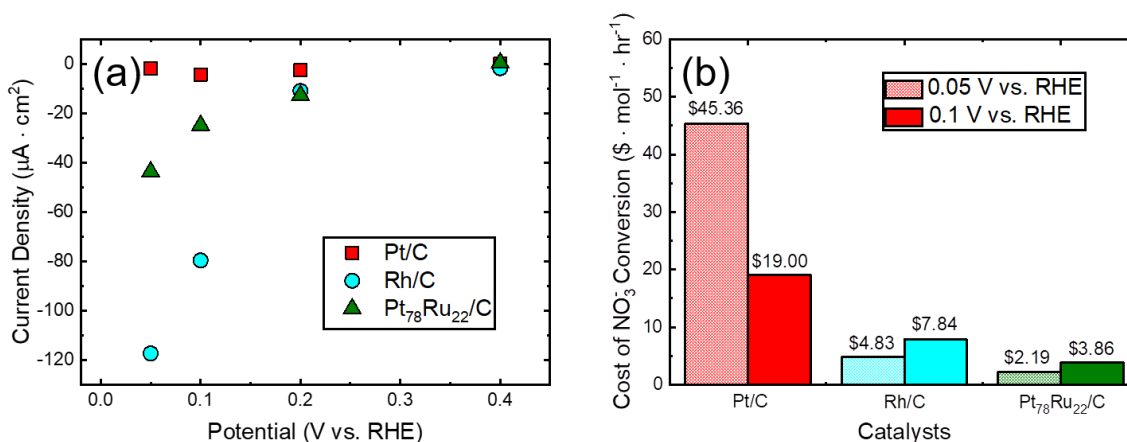 (a)
Current Density (μA · cm²)
0
-20
-40
-60
-80
-100
-120
Pt/C
Rh/C
Pt₇₈Ru₂₂/C
0.0 0.1 0.2 0.3 0.4
Potential (V vs. RHE)
(b)
Cost of NO₃⁻ Conversion ($ · mol⁻¹ · hr⁻¹)
60
50
40
30
20
10
0
0.05 V vs. RHE
0.1 V vs. RHE
$45.36
$19.00
$4.83
$7.84
$2.19
$3.86
Pt/C Rh/C Pt₇₈Ru₂₂/C
Catalysts